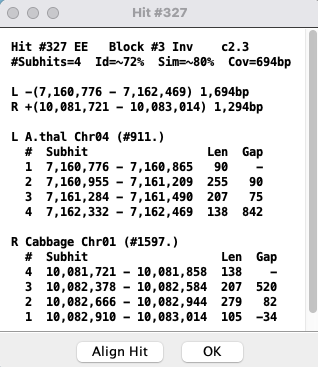 Hit #327
Hit #327 EE Block #3 Inv c2.3
#Subhits=4 Id=~72% Sim=~80% Cov=694bp
L -(7,160,776 - 7,162,469) 1,694bp
R +(10,081,721 - 10,083,014) 1,294bp
L A.thal Chr04 (#911.)
# Subhit Len Gap
1 7,160,776 - 7,160,865 90 -
2 7,160,955 - 7,161,209 255 90
3 7,161,284 - 7,161,490 207 75
4 7,162,332 - 7,162,469 138 842
R Cabbage Chr01 (#1597.)
# Subhit Len Gap
4 10,081,721 - 10,081,858 138 -
3 10,082,378 - 10,082,584 207 520
2 10,082,666 - 10,082,944 279 82
1 10,082,910 - 10,083,014 105 -34
Align Hit OK